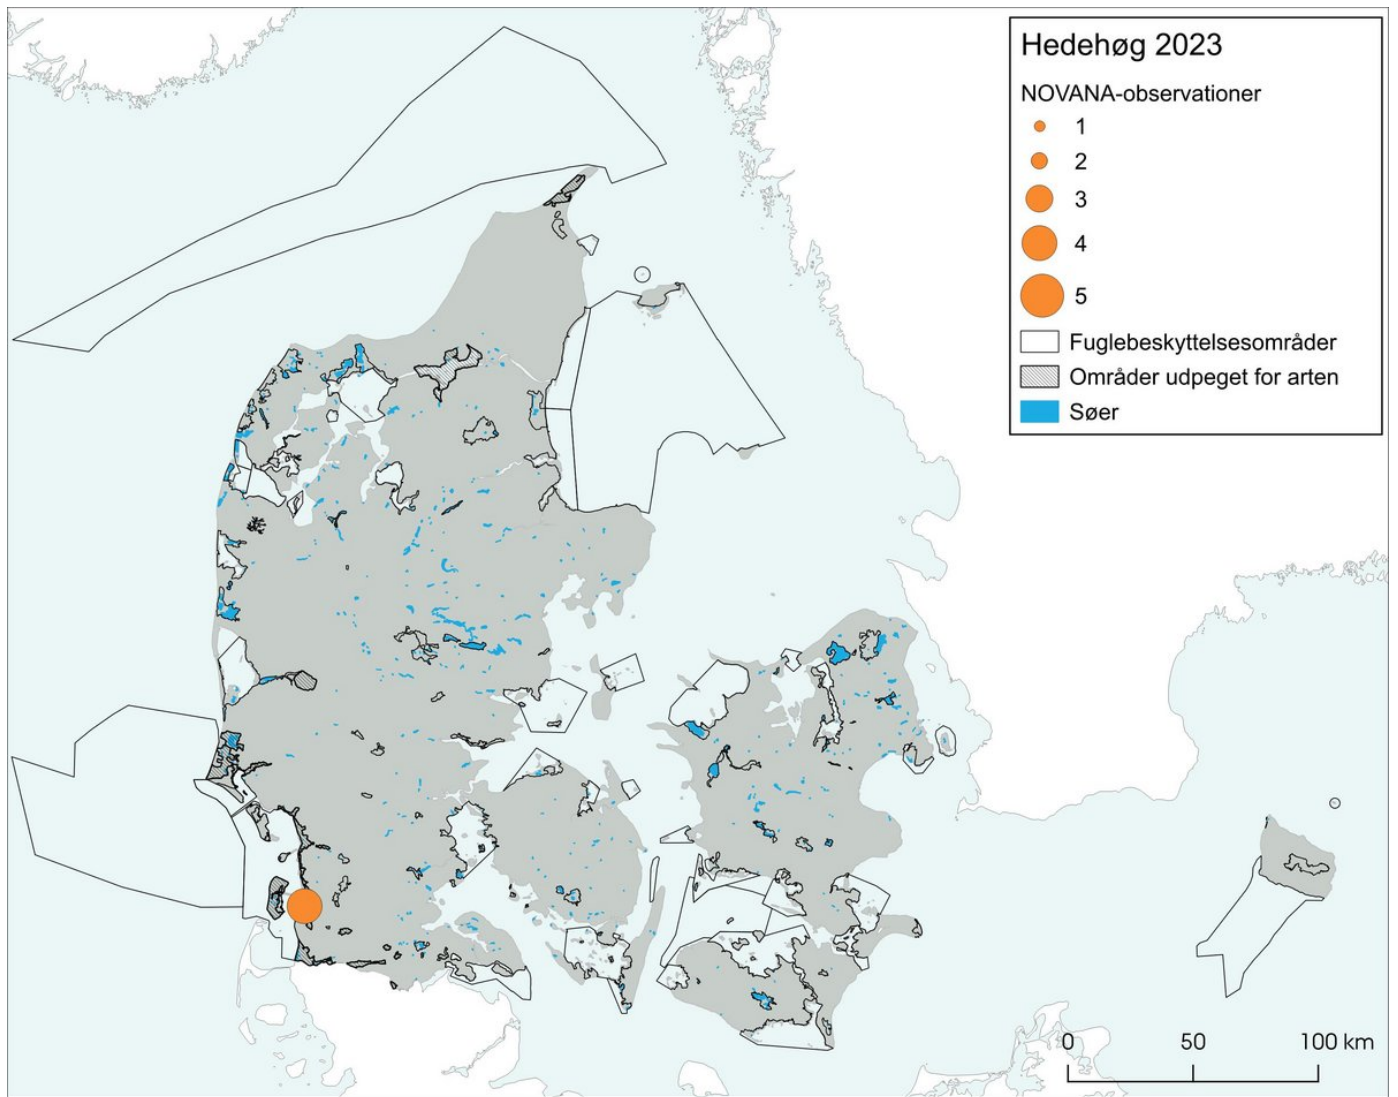 Hedehøg 2023
NOVANA-observationer
1
2
3
4
5
Fuglebeskyttelsesområder
Områder udpeget for arten
Søer
0 50 100 km